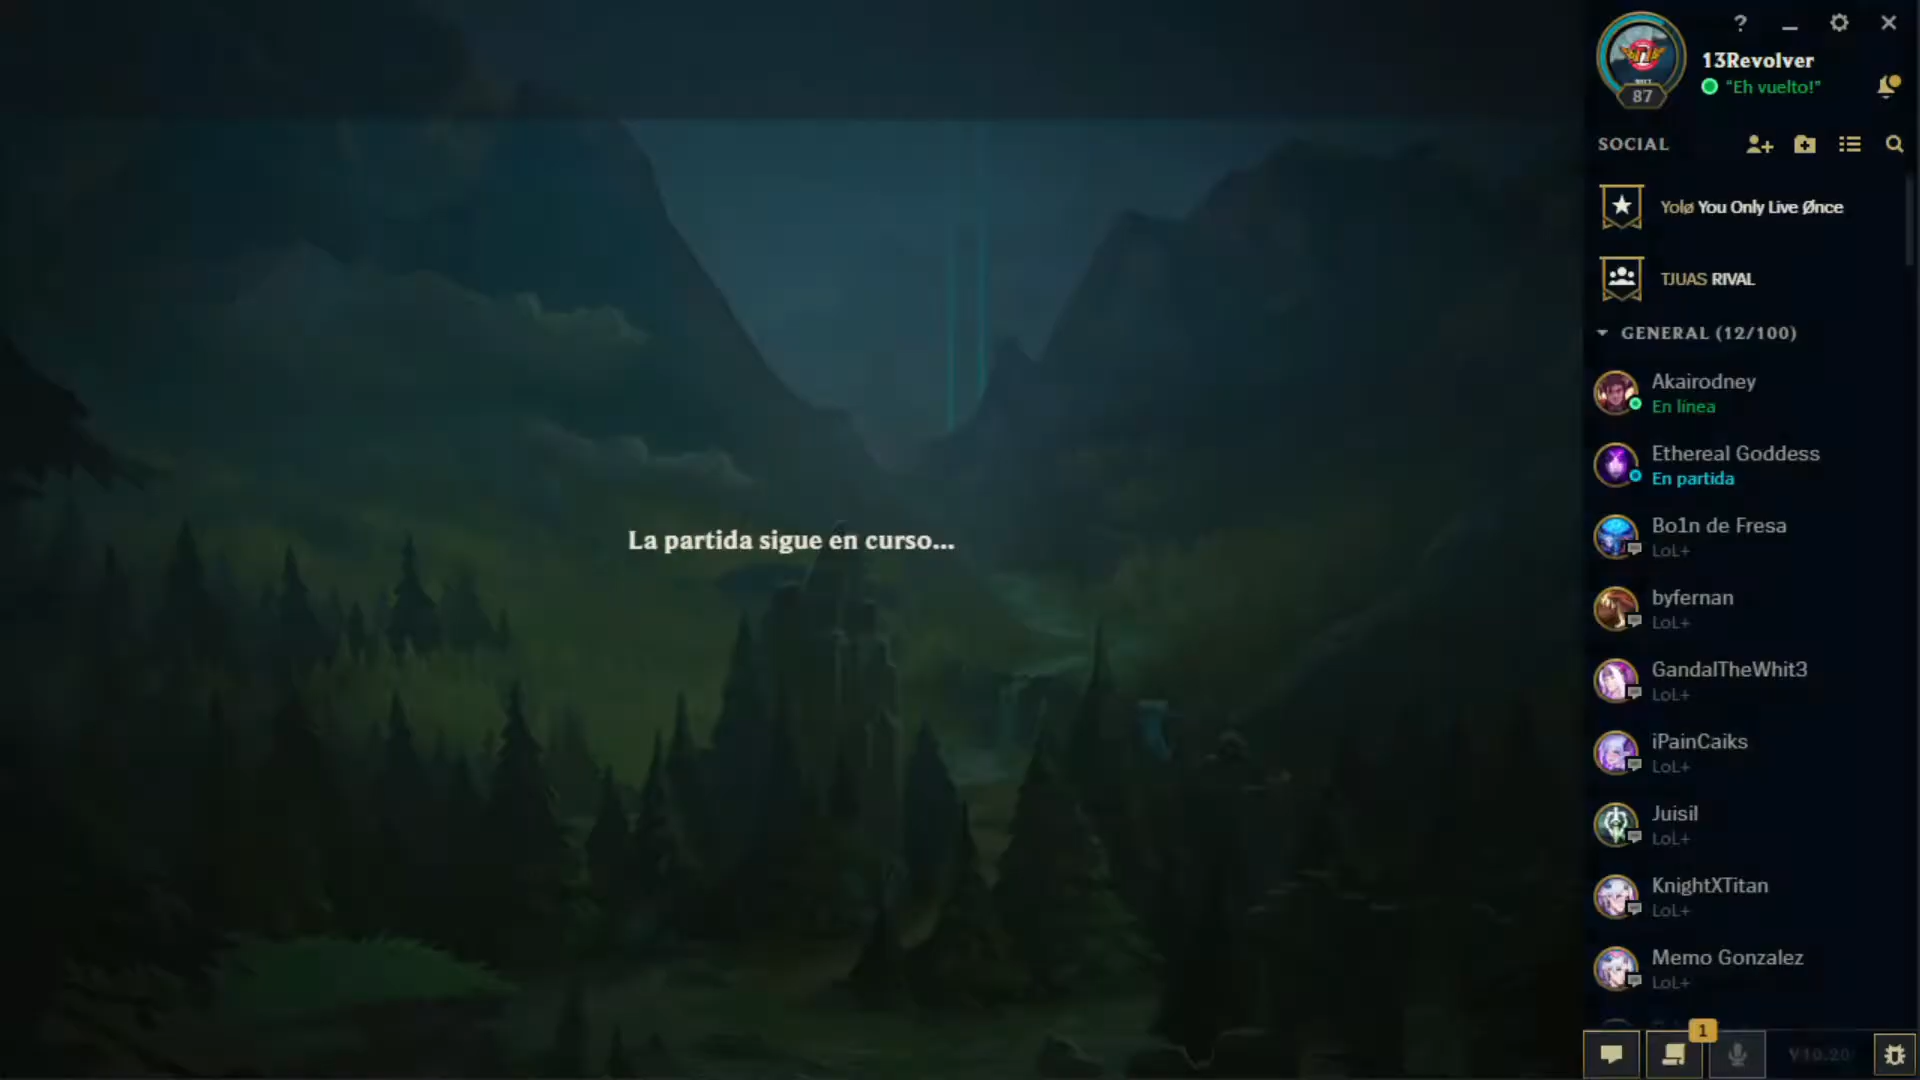 ?
13Revolver
"Eh vuelto!"
87
SOCIAL
Yolø You Only Live Ønce
TJUAS RIVAL
GENERAL (12/100)
Akairodney
En línea
Ethereal Goddess
En partida
La partida sigue en curso...
Bo1n de Fresa
LoL+
byfernan
LoL+
GandalTheWhit3
LoL+
iPainCaiks
LoL+
Juisil
LoL+
KnightXTitan
LoL+
Memo Gonzalez
LoL+
1
V10.20